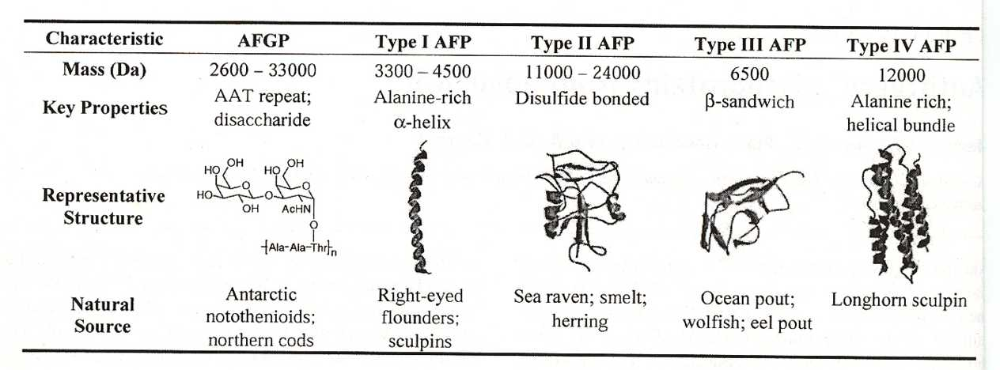 Characteristic AFGP Type I AFP Type II AFP Type III AFP Type IV AFP
Mass (Da) 2600 – 33000 3300 – 4500 11000 – 24000 6500 12000
Key Properties AAT repeat; disaccharide Alanine-rich α-helix Disulfide bonded β-sandwich Alanine rich; helical bundle
Representative Structure
HO OH HO OH
HO O O O
OH AcHN
O
[Ala-Ala-Thr]n
Natural Source Antarctic notothenioids; northern cods Right-eyed flounders; sculpins Sea raven; smelt; herring Ocean pout; wolfish; eel pout Longhorn sculpin